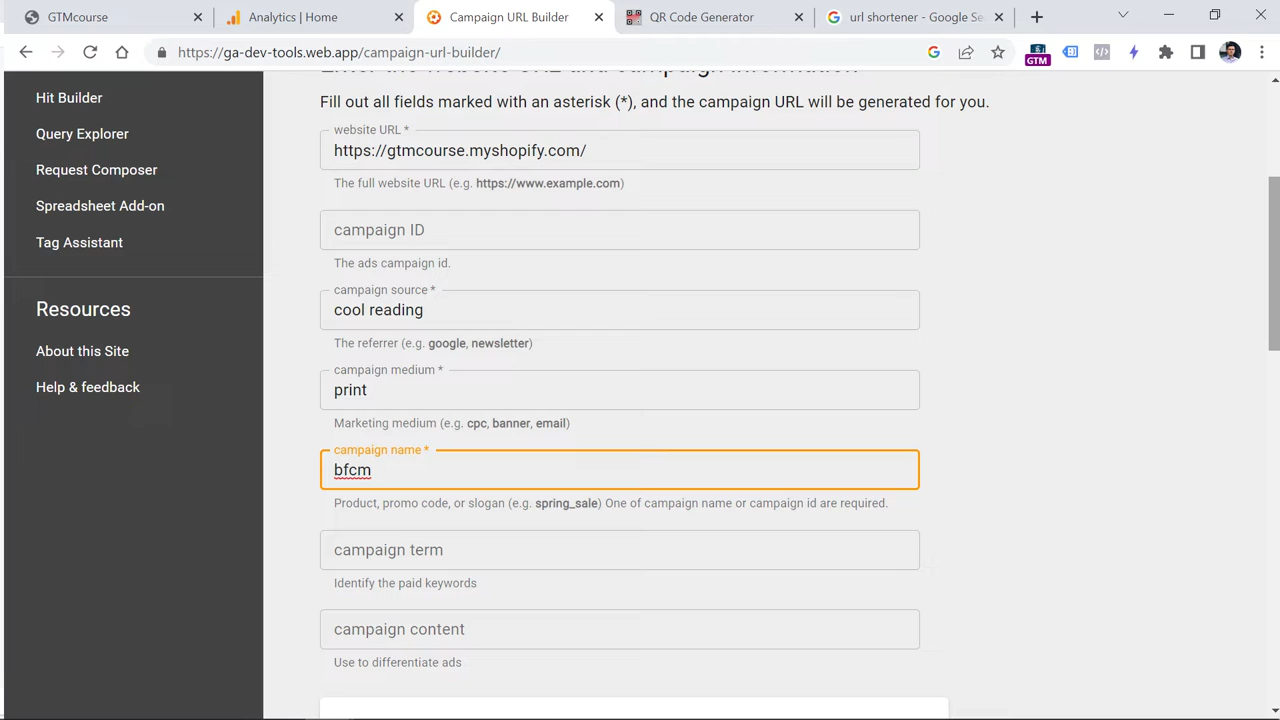 GTMcourse
Analytics | Home
Campaign URL Builder
QR Code Generator
url shortener - Google Se
https://ga-dev-tools.web.app/campaign-url-builder/
GTM
Hit Builder
Query Explorer
Request Composer
Spreadsheet Add-on
Tag Assistant
Resources
About this Site
Help & feedback
Fill out all fields marked with an asterisk (*), and the campaign URL will be generated for you.
website URL *
https://gtmcourse.myshopify.com/
The full website URL (e.g. https://www.example.com)
campaign ID
The ads campaign id.
campaign source *
cool reading
The referrer (e.g. google, newsletter)
campaign medium *
print
Marketing medium (e.g. cpc, banner, email)
campaign name *
bfcm
Product, promo code, or slogan (e.g. spring_sale) One of campaign name or campaign id are required.
campaign term
Identify the paid keywords
campaign content
Use to differentiate ads